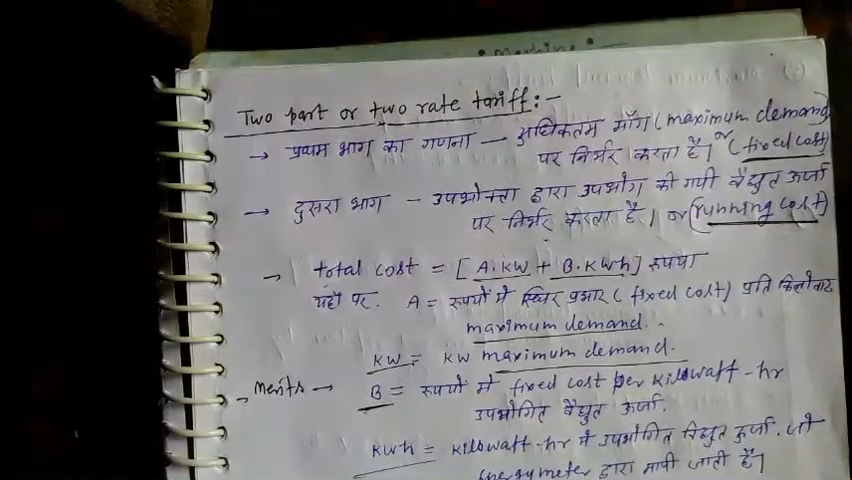 Two part or two rate tariff:-
→ प्रथम भाग का गणना — अधिकतम माँग (maximum demand)
पर निर्भर करता है। or (fixed cost)
→ दुसरा भाग - उपभोक्ता द्वारा उपभोग की गयी वैद्युत ऊर्जा
पर निर्भर करता है। or (running cost)
→ total cost = [A.KW + B.KWh] रूपया
यहाँ पर. A = रूपयों में स्थिर प्रभार (fixed cost) प्रति किलोवाट
maximum demand.
KW = KW maximum demand.
→ Merits → B = रूपयों में fixed cost per Kilowatt-hr
उपभोगित वैद्युत ऊर्जा.
KWh = Kilowatt-hr में उपभोगित विद्युत ऊर्जा. जो
Energymeter द्वारा मापी जाती है।